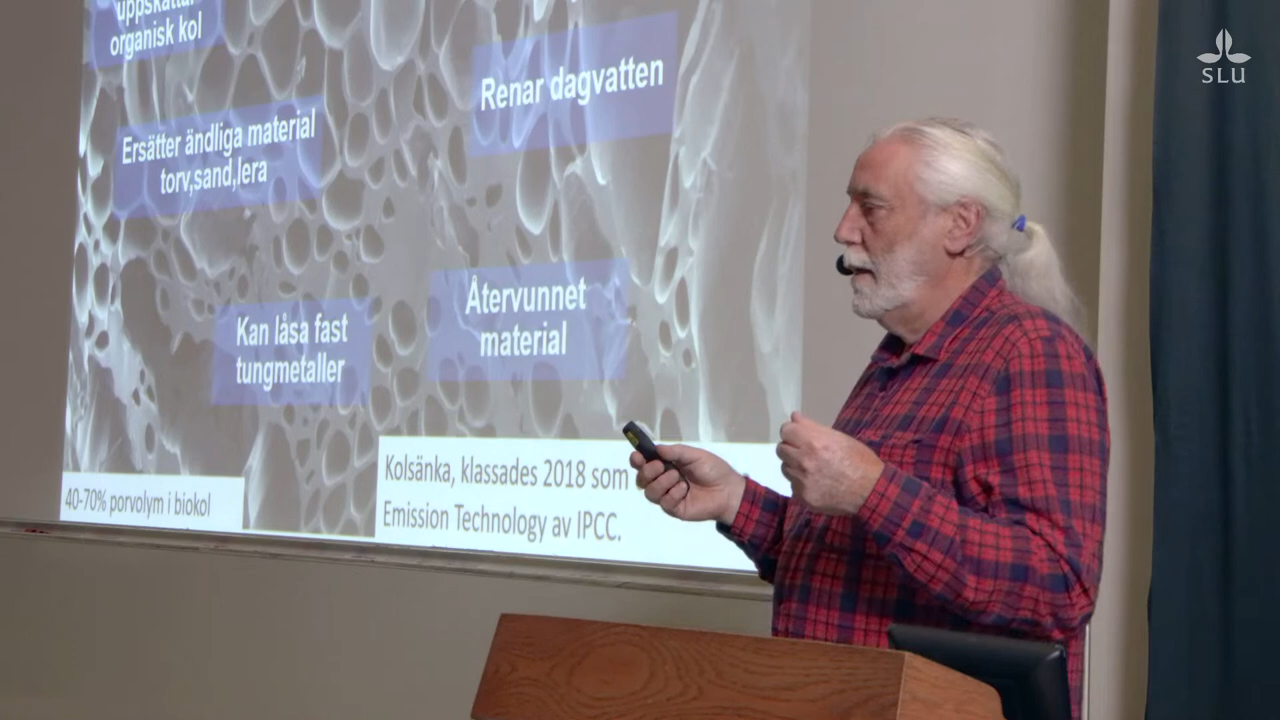 uppskattar
organisk kol
Renar dagvatten
Ersätter ändliga material
torv,sand,lera
Återvunnet
material
Kan låsa fast
tungmetaller
Kolsänka, klassades 2018 som
Emission Technology av IPCC.
40-70% porvolym i biokol
SLU